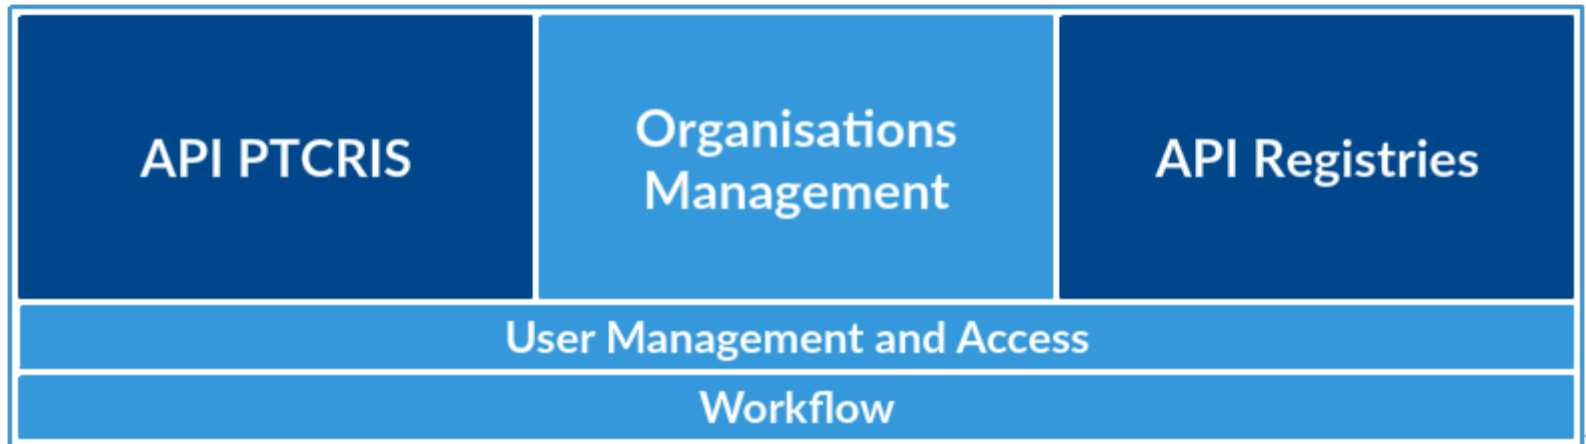 API PTCRIS
Organisations
Management
API Registries
User Management and Access
Workflow